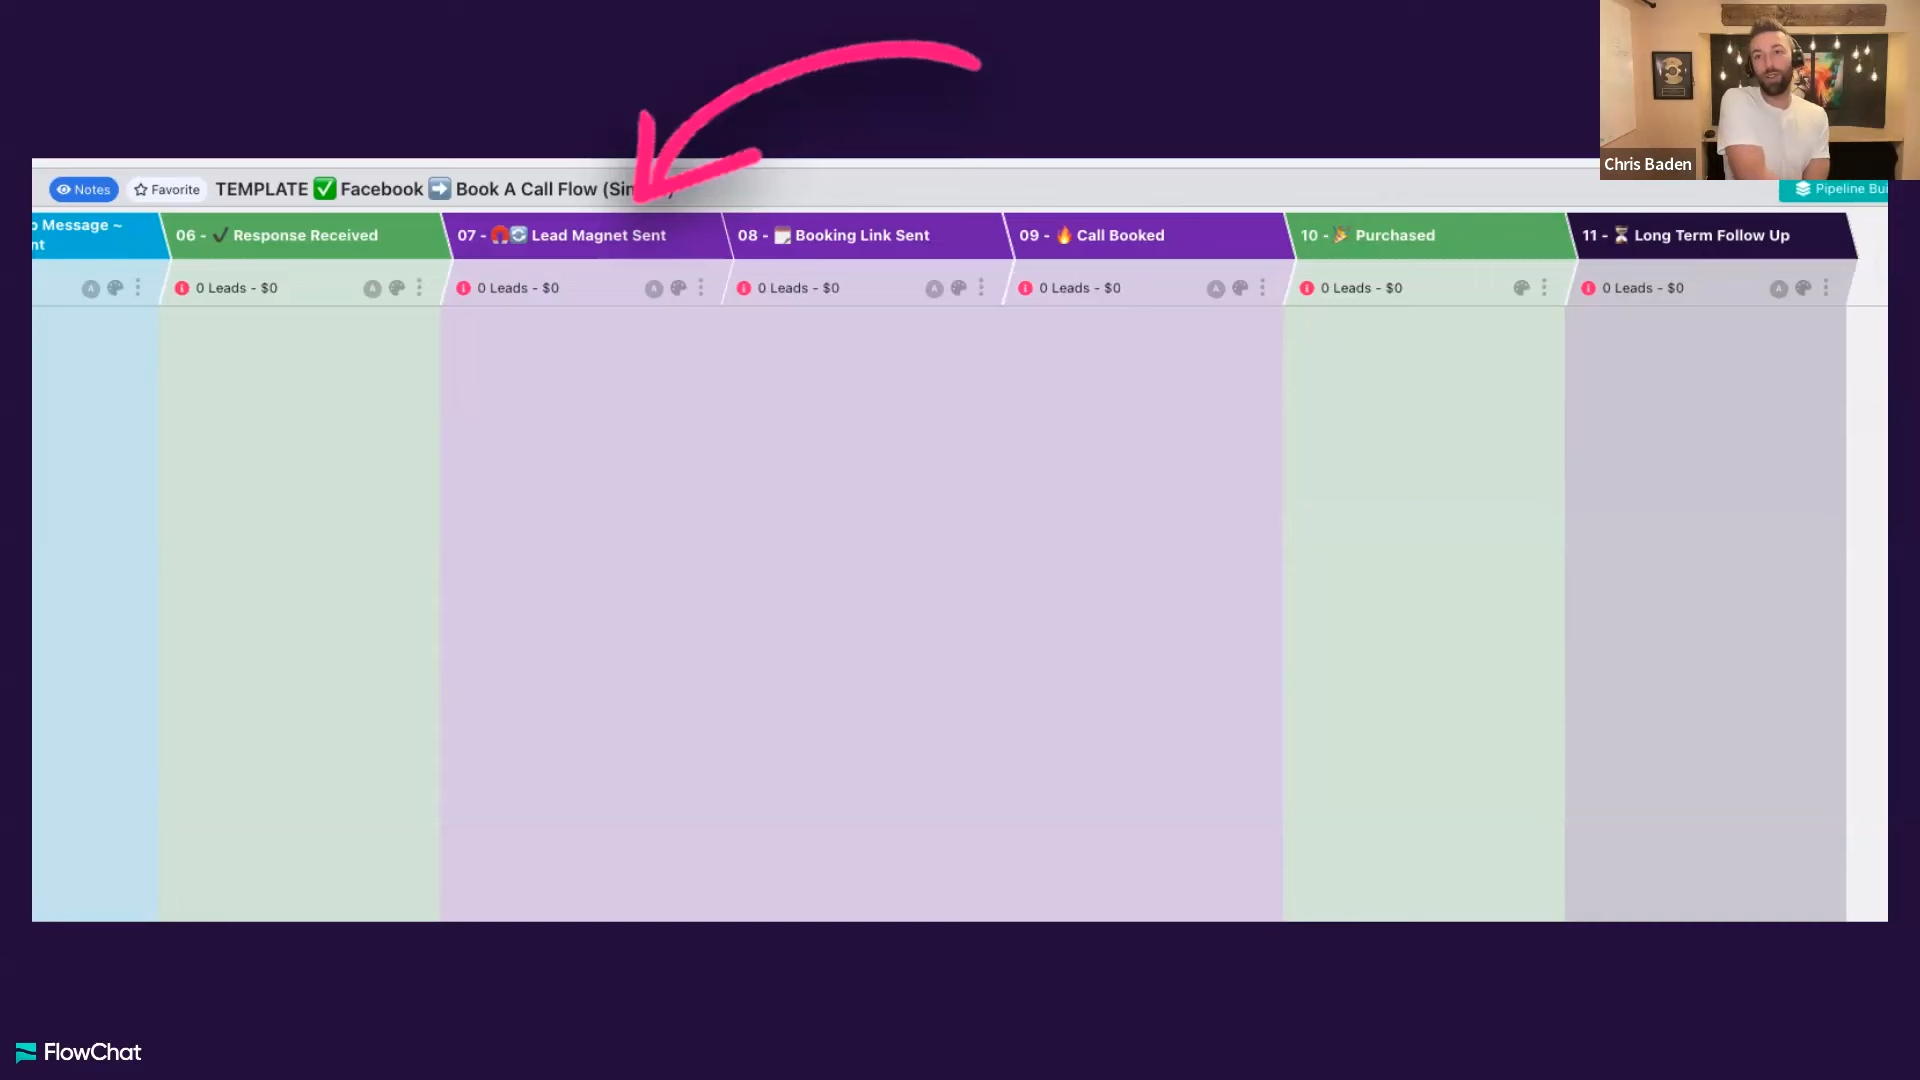 Chris Baden
Notes
Favorite
TEMPLATE ✅ Facebook ➡️ Book A Call Flow
Pipeline Bui
Message ~
nt
06 - ✔️ Response Received
07 - 🧲🔄 Lead Magnet Sent
08 - 🗓️ Booking Link Sent
09 - 🔥 Call Booked
10 - 🎉 Purchased
11 - ⏳ Long Term Follow Up
0 Leads - $0
0 Leads - $0
0 Leads - $0
0 Leads - $0
0 Leads - $0
0 Leads - $0
FlowChat